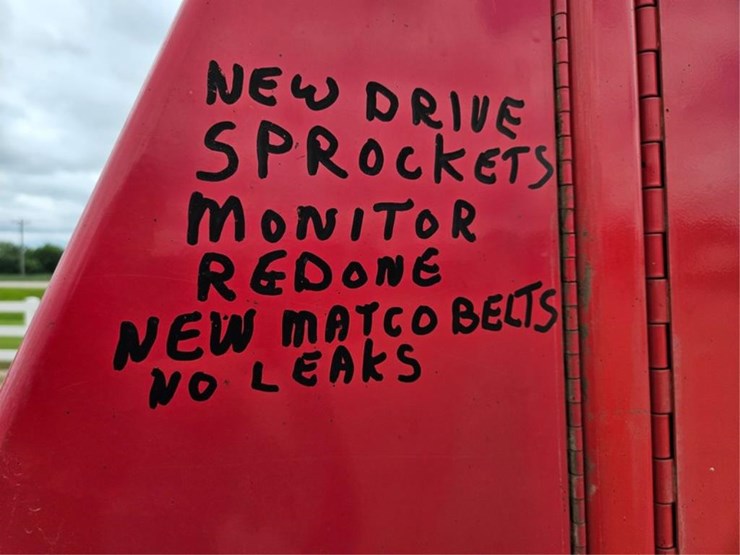 NEW DRIVE
SPROCKETS
MONITOR
REDONE
NEW MATCO BELTS
NO LEAKS